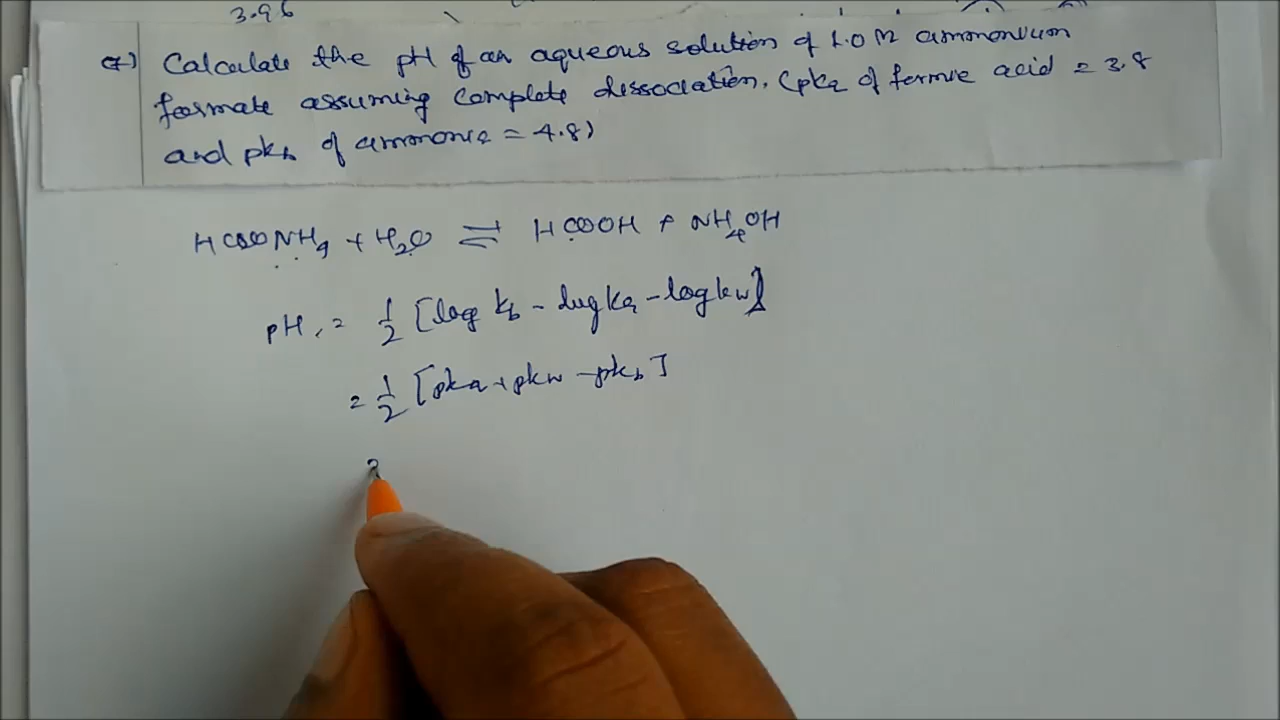 3.96
Q) Calculate the pH of an aqueous solution of 1.0 M ammonium
formate assuming complete dissociation. (pka of formic acid = 3.8
and pkb of ammonia = 4.8)
HCOONH4 + H2O ⇌ HCOOH + NH4OH
pH, = 1/2 [log kb - log ka - log kw]
= 1/2 [pka + pkw - pkb]
=